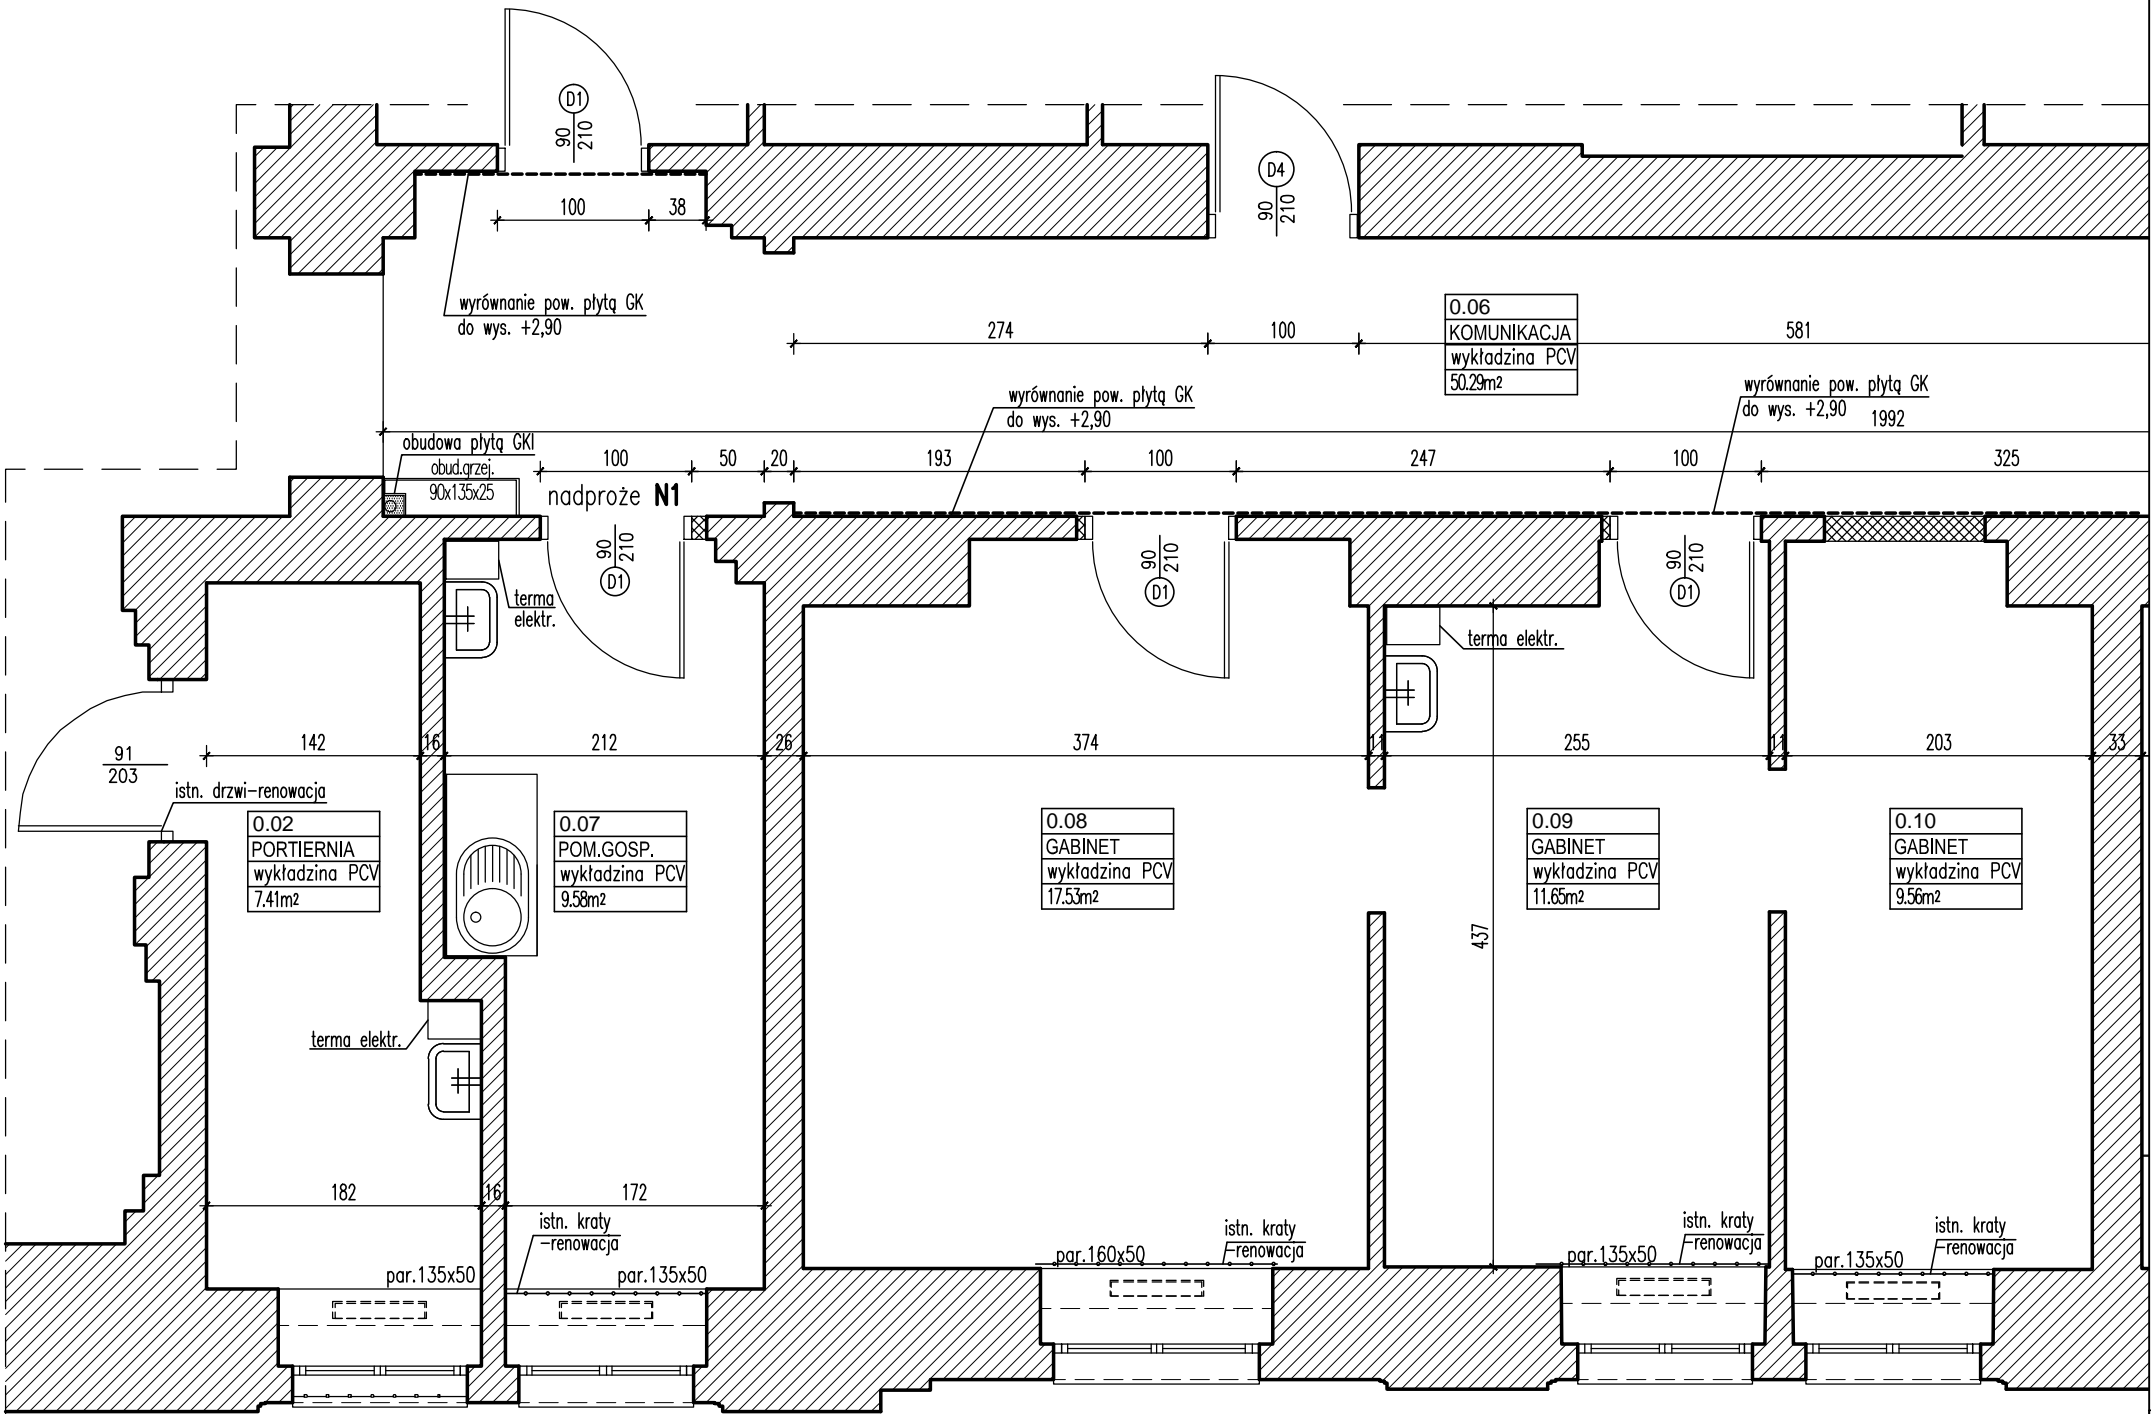 D1
90
210
D4
90
210
100
38
wyrównanie pow. płytą GK
do wys. +2,90
274
100
581
0.06
KOMUNIKACJA
wykładzina PCV
50.29m²
wyrównanie pow. płytą GK
do wys. +2,90
wyrównanie pow. płytą GK
do wys. +2,90
1992
obudowa płytą GKI
obud.grzej.
90x135x25
100
50
20
193
100
247
100
325
nadproże N1
90
210
D1
90
210
D1
90
210
D1
terma
elektr.
terma elektr.
142
16
212
26
374
11
255
11
203
33
91
203
istn. drzwi-renowacja
0.02
PORTIERNIA
wykładzina PCV
7.41m²
0.07
POM.GOSP.
wykładzina PCV
9.58m²
0.08
GABINET
wykładzina PCV
17.53m²
0.09
GABINET
wykładzina PCV
11.65m²
0.10
GABINET
wykładzina PCV
9.56m²
437
terma elektr.
182
16
172
istn. kraty
-renowacja
istn. kraty
-renowacja
istn. kraty
-renowacja
istn. kraty
-renowacja
par.135x50
par.135x50
par.160x50
par.135x50
par.135x50